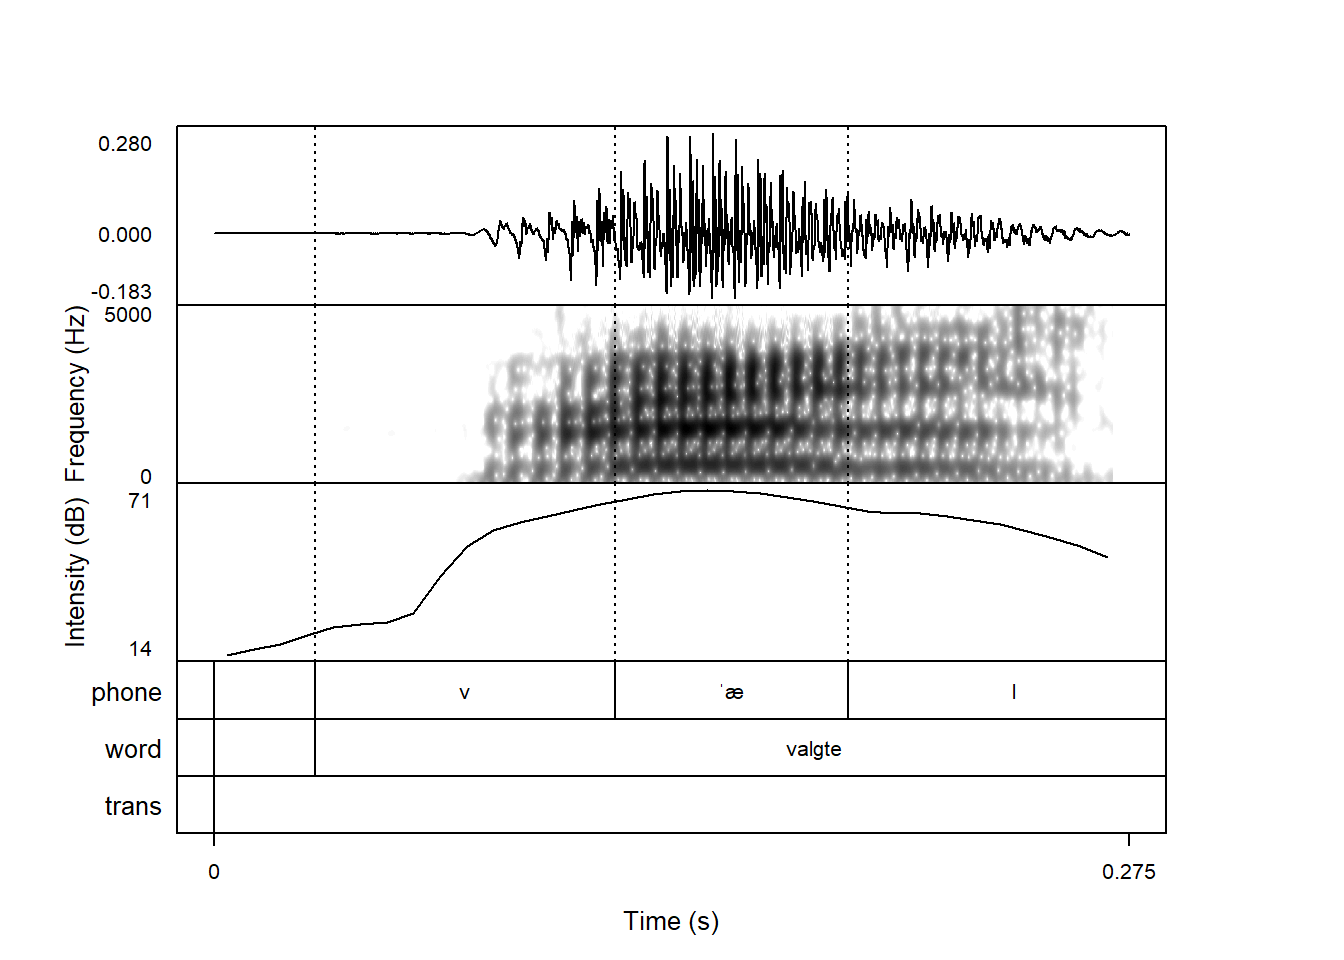 0.280
0.000
-0.183
Frequency (Hz)
5000
0
Intensity (dB)
71
14
phone v ˈæ l
word valgte
trans
0 0.275
Time (s)